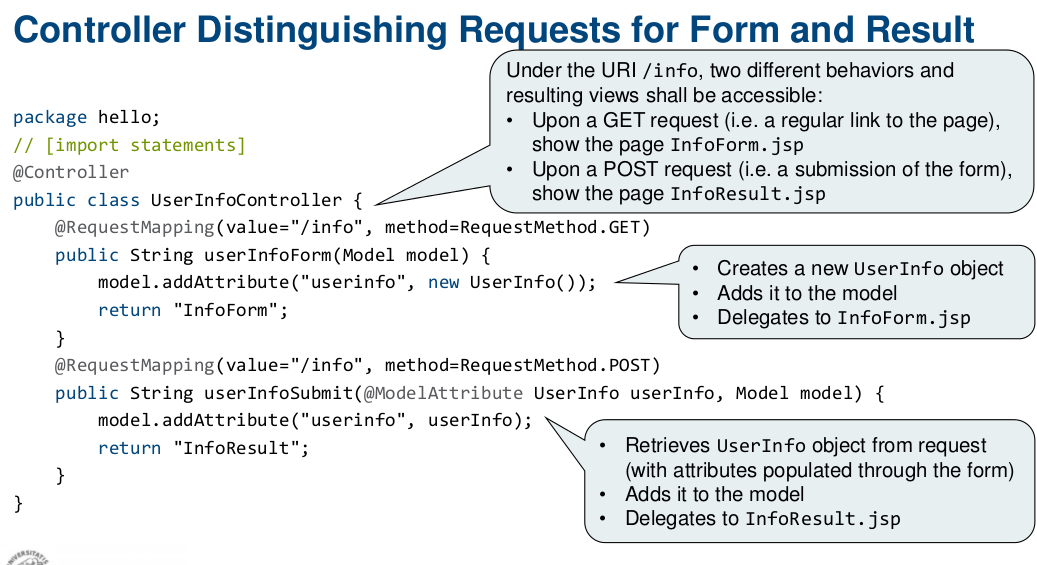 Controller Distinguishing Requests for Form and Result
Under the URI /info, two different behaviors and
resulting views shall be accessible:
• Upon a GET request (i.e. a regular link to the page),
show the page InfoForm.jsp
• Upon a POST request (i.e. a submission of the form),
show the page InfoResult.jsp
package hello;
// [import statements]
@Controller
public class UserInfoController {
@RequestMapping(value="/info", method=RequestMethod.GET)
public String userInfoForm(Model model) {
model.addAttribute("userinfo", new UserInfo());
return "InfoForm";
}
• Creates a new UserInfo object
• Adds it to the model
• Delegates to InfoForm.jsp
@RequestMapping(value="/info", method=RequestMethod.POST)
public String userInfoSubmit(@ModelAttribute UserInfo userInfo, Model model) {
model.addAttribute("userinfo", userInfo);
return "InfoResult";
}
}
• Retrieves UserInfo object from request
(with attributes populated through the form)
• Adds it to the model
• Delegates to InfoResult.jsp